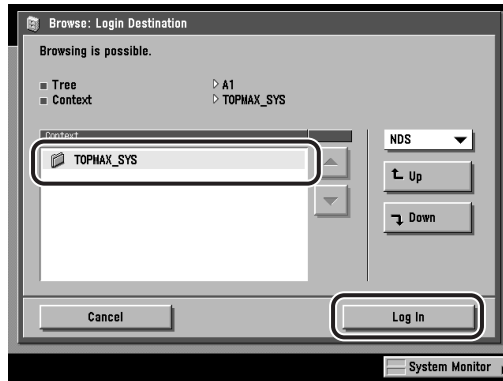 Browse: Login Destination
Browsing is possible.
Tree ▷ A1
Context ▷ TOPMAX_SYS
Context
TOPMAX_SYS
NDS
Up
Down
Cancel
Log In
System Monitor